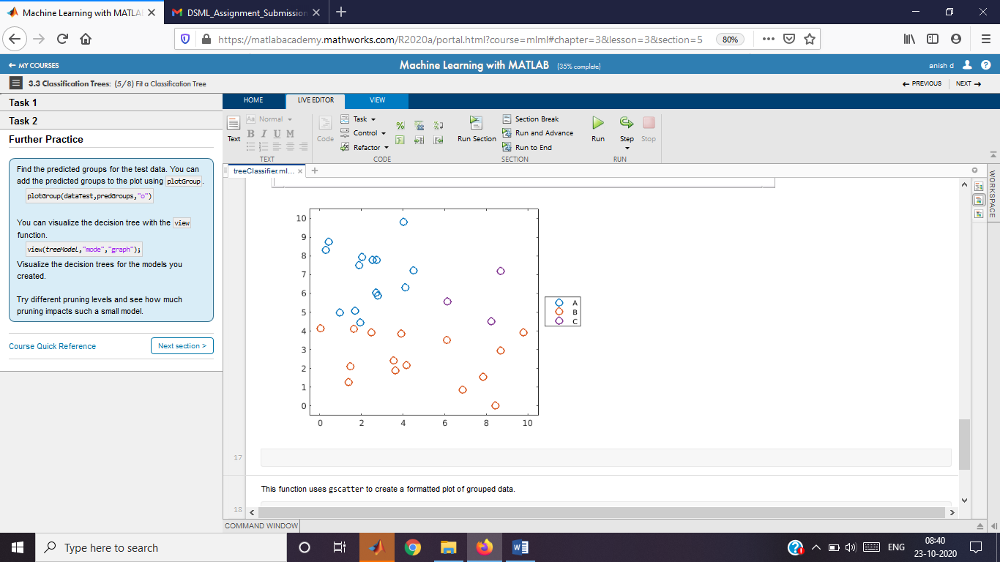 Machine Learning with MATLA
DSML_Assignment_Submission
https://matlabacademy.mathworks.com/R2020a/portal.html?course=mlml#chapter=3&lesson=3&section=5
80%
MY COURSES
Machine Learning with MATLAB (35% complete)
anish d
3.3 Classification Trees: (5/8) Fit a Classification Tree
PREVIOUS
NEXT
Task 1
Task 2
Further Practice
Find the predicted groups for the test data. You can
add the predicted groups to the plot using plotGroup.
plotGroup(dataTest,predGroups,"o")
You can visualize the decision tree with the view
function.
view(treeModel,"mode","graph");
Visualize the decision trees for the models you
created.
Try different pruning levels and see how much
pruning impacts such a small model.
Course Quick Reference
Next section >
HOME
LIVE EDITOR
VIEW
Text
Aa Normal
B I U M
TEXT
Code
Task
Control
Refactor
CODE
Run Section
Section Break
Run and Advance
Run to End
SECTION
Run
Step
Stop
RUN
treeClassifier.ml...
WORKSPACE
10
9
8
7
6
5
4
3
2
1
0
0 2 4 6 8 10
A
B
C
17
This function uses gscatter to create a formatted plot of grouped data.
18
COMMAND WINDOW
Type here to search
ENG
08:40
23-10-2020